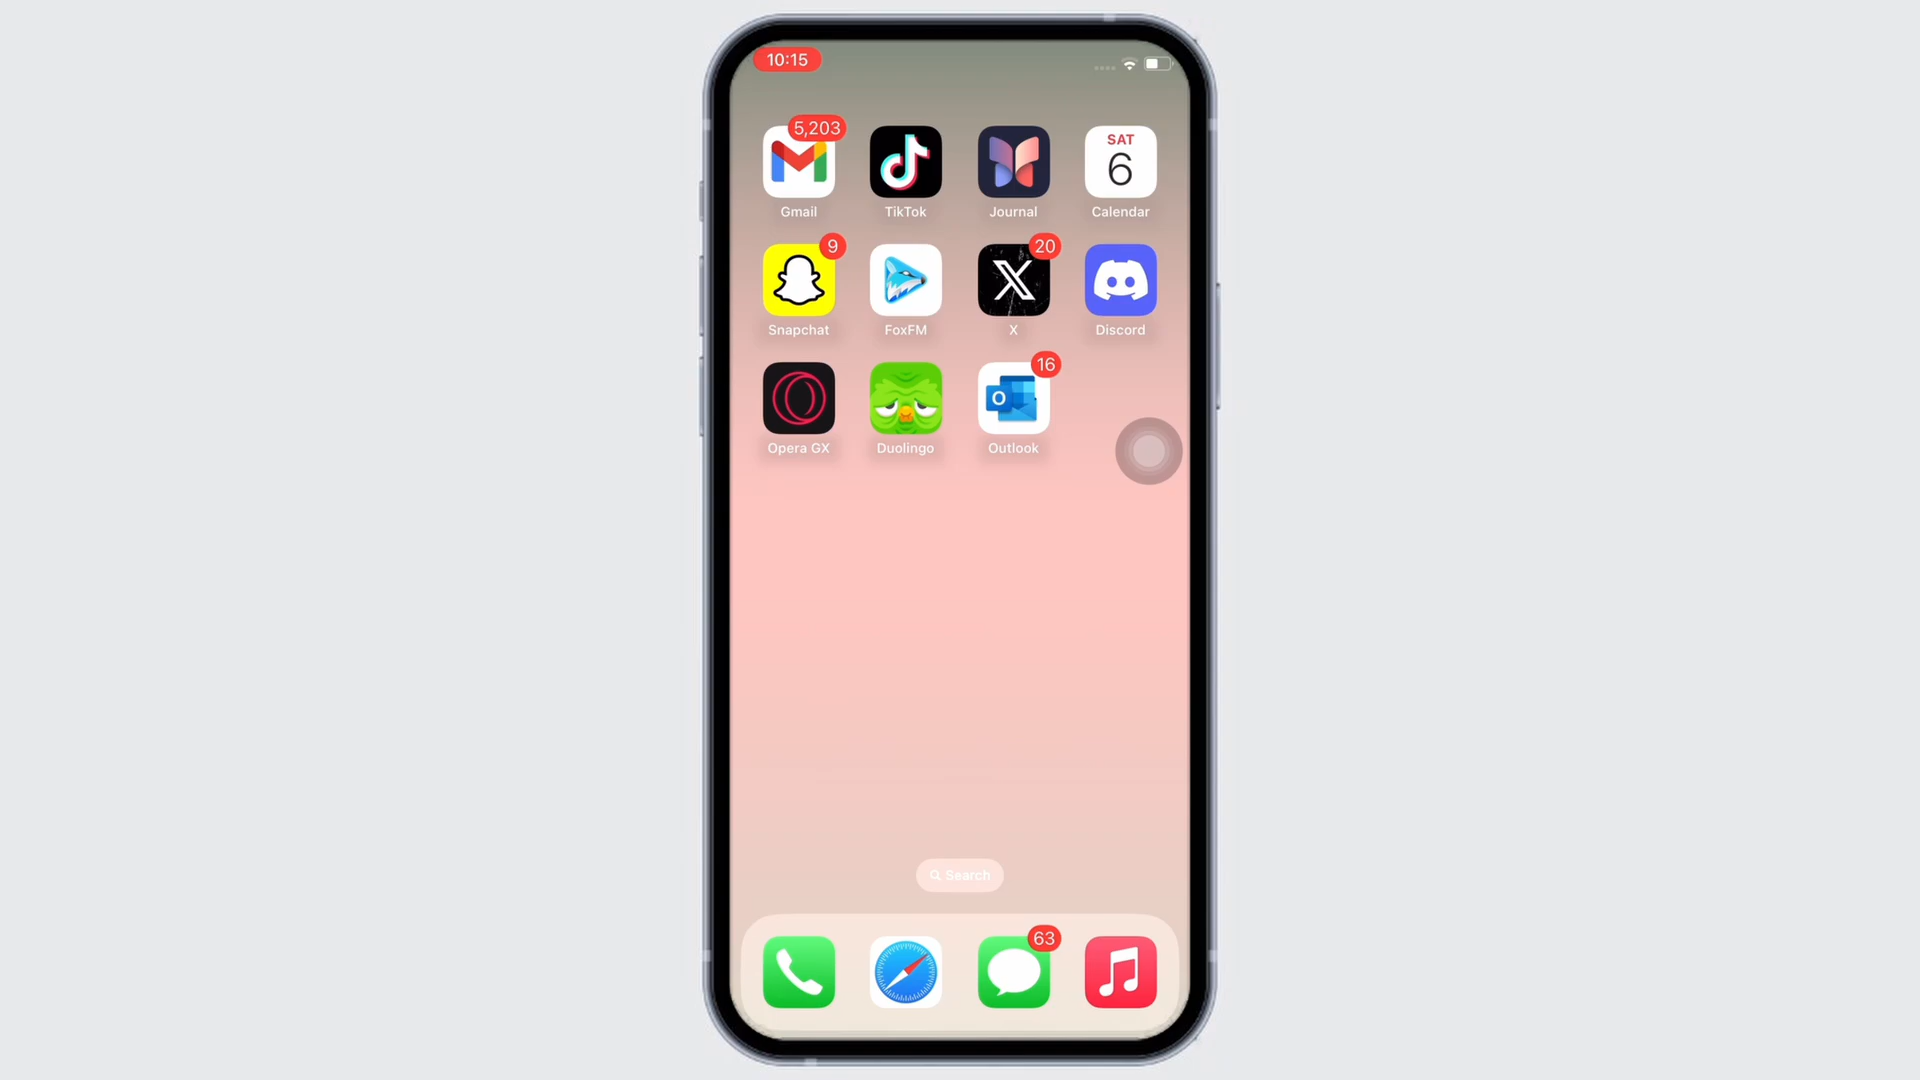 10:15
5,203
SAT
6
Gmail
TikTok
Journal
Calendar
9
20
Snapchat
FoxFM
X
Discord
16
O
Opera GX
Duolingo
Outlook
Search
63